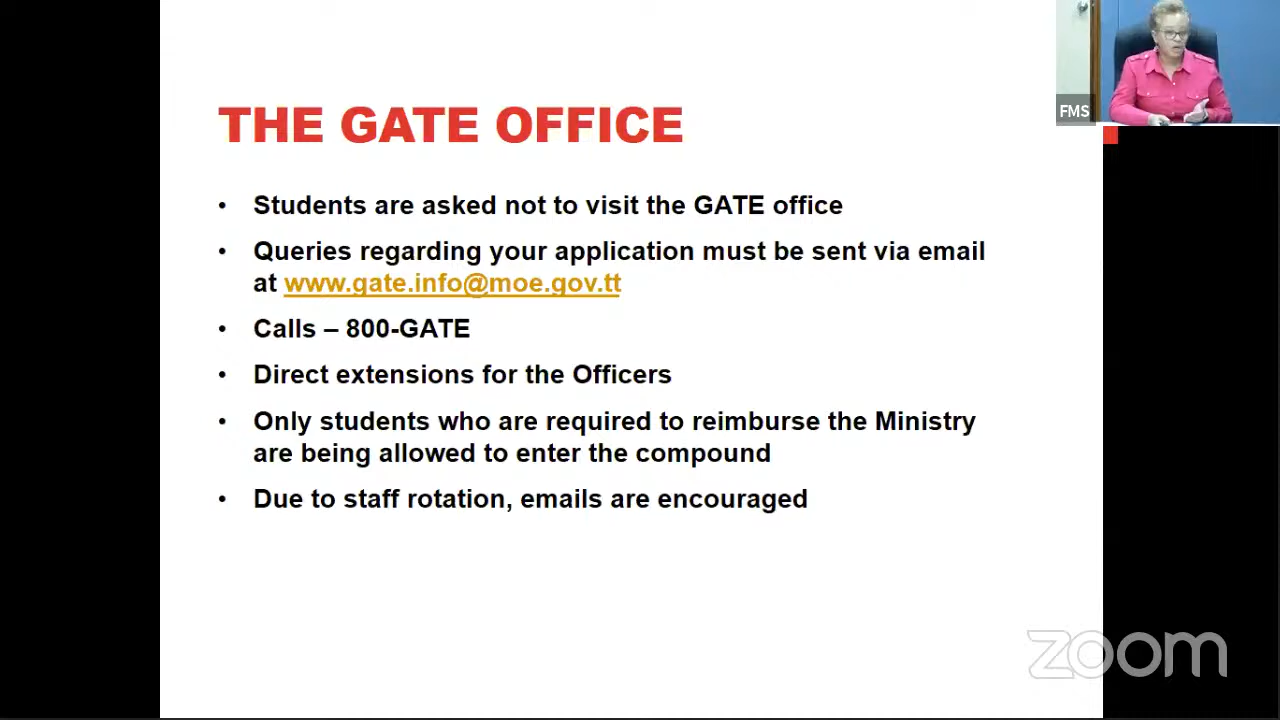 FMS
THE GATE OFFICE
• Students are asked not to visit the GATE office
• Queries regarding your application must be sent via email
at www.gate.info@moe.gov.tt
• Calls – 800-GATE
• Direct extensions for the Officers
• Only students who are required to reimburse the Ministry
are being allowed to enter the compound
• Due to staff rotation, emails are encouraged
zoom